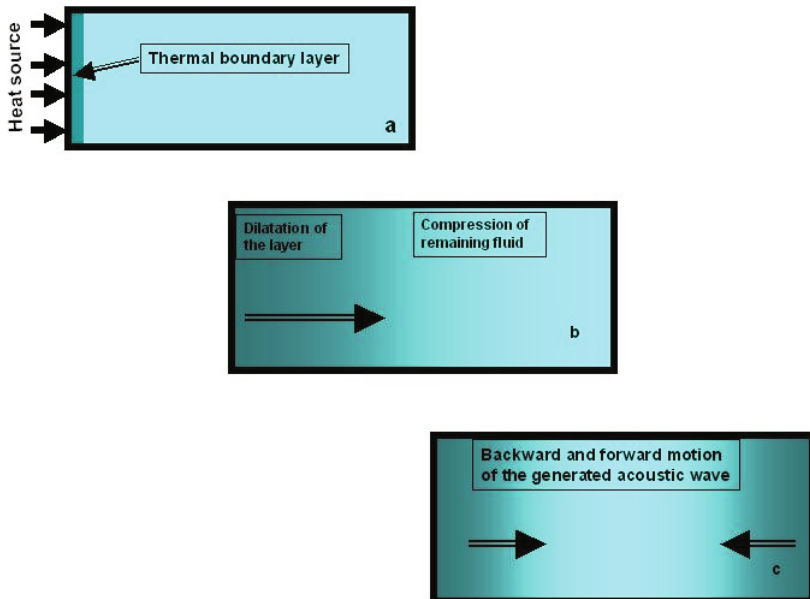 Heat source
Thermal boundary layer
a
Dilatation of
the layer
Compression of
remaining fluid
b
Backward and forward motion
of the generated acoustic wave
c